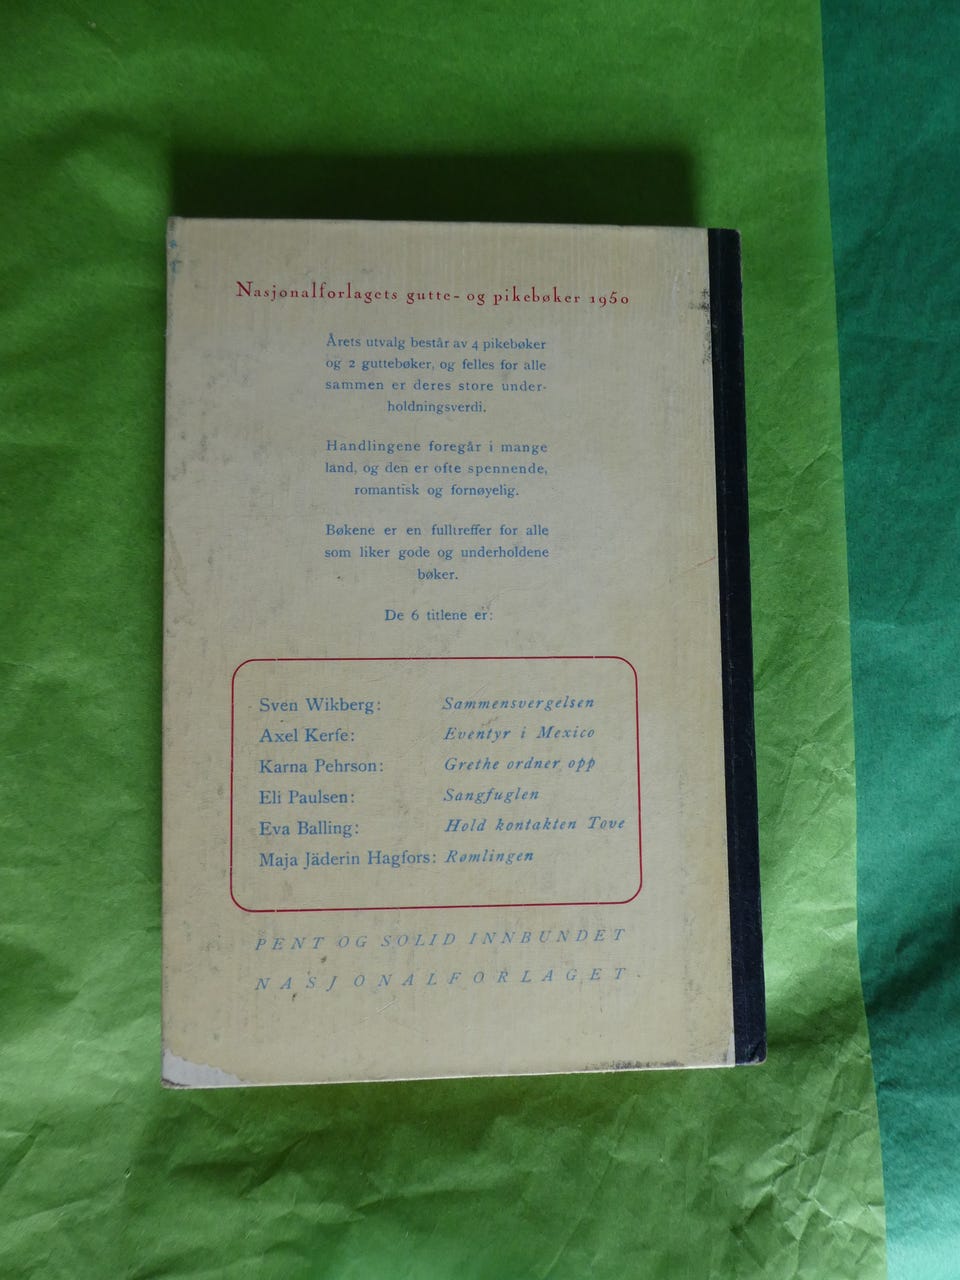 Nasjonalforlagets gutte- og pikebøker 1950
Årets utvalg består av 4 pikebøker
og 2 guttebøker, og felles for alle
sammen er deres store under-
holdningsverdi.
Handlingene foregår i mange
land, og den er ofte spennende,
romantisk og fornøyelig.
Bøkene er en fulltreffer for alle
som liker gode og underholdene
bøker.
De 6 titlene er:
Sven Wikberg: Sammensvergelsen
Axel Kerfe: Eventyr i Mexico
Karna Pehrson: Grethe ordner opp
Eli Paulsen: Sangfuglen
Eva Balling: Hold kontakten Tove
Maja Jäderin Hagfors: Rømlingen
PENT OG SOLID INNBUNDET
NASJONALFORLAGET